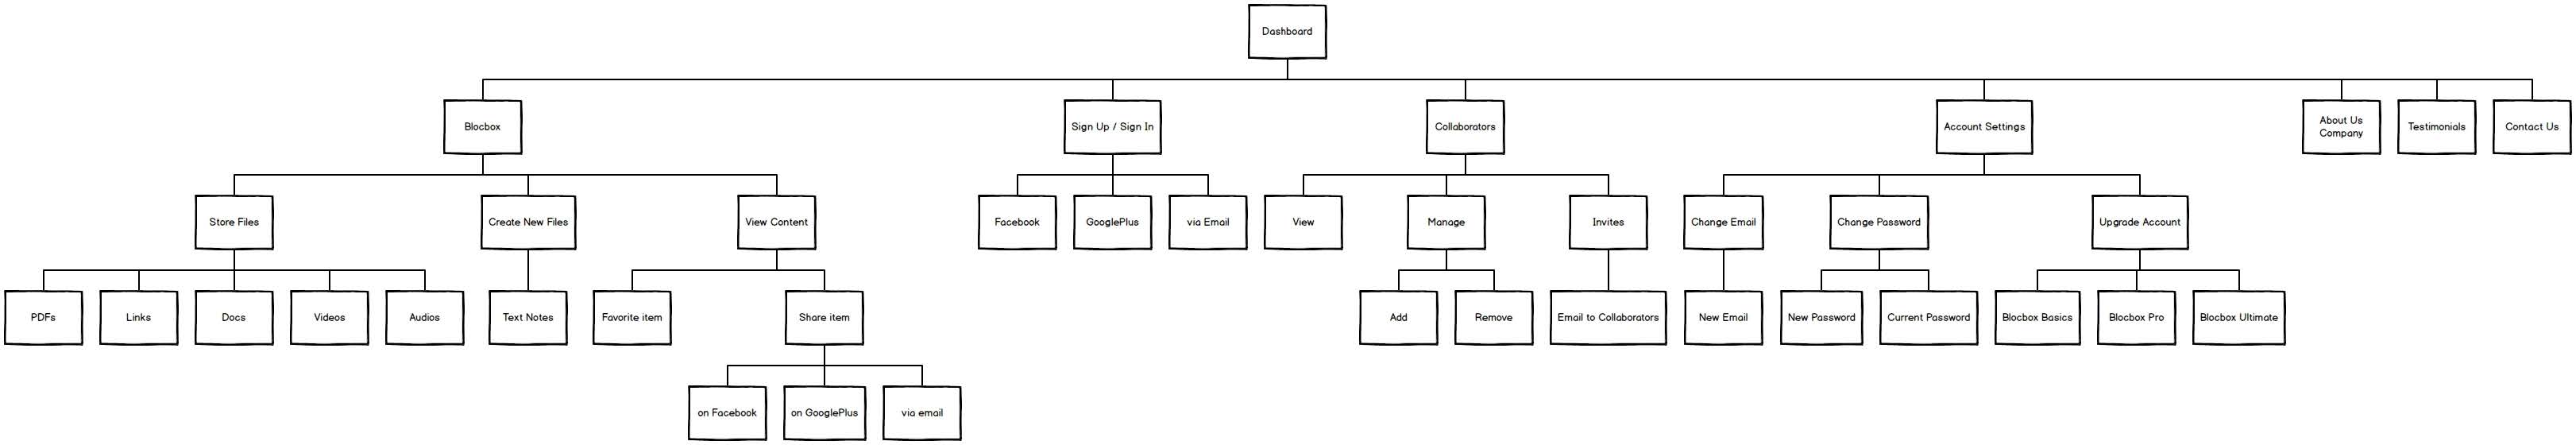 Dashboard
Blocbox
Sign Up / Sign In
Collaborators
Account Settings
About Us
Company
Testimonials
Contact Us
Store Files
Create New Files
View Content
Facebook
GooglePlus
via Email
View
Manage
Invites
Change Email
Change Password
Upgrade Account
PDFs
Links
Docs
Videos
Audios
Text Notes
Favorite item
Share item
Add
Remove
Email to Collaborators
New Email
New Password
Current Password
Blocbox Basics
Blocbox Pro
Blocbox Ultimate
on Facebook
on GooglePlus
via email